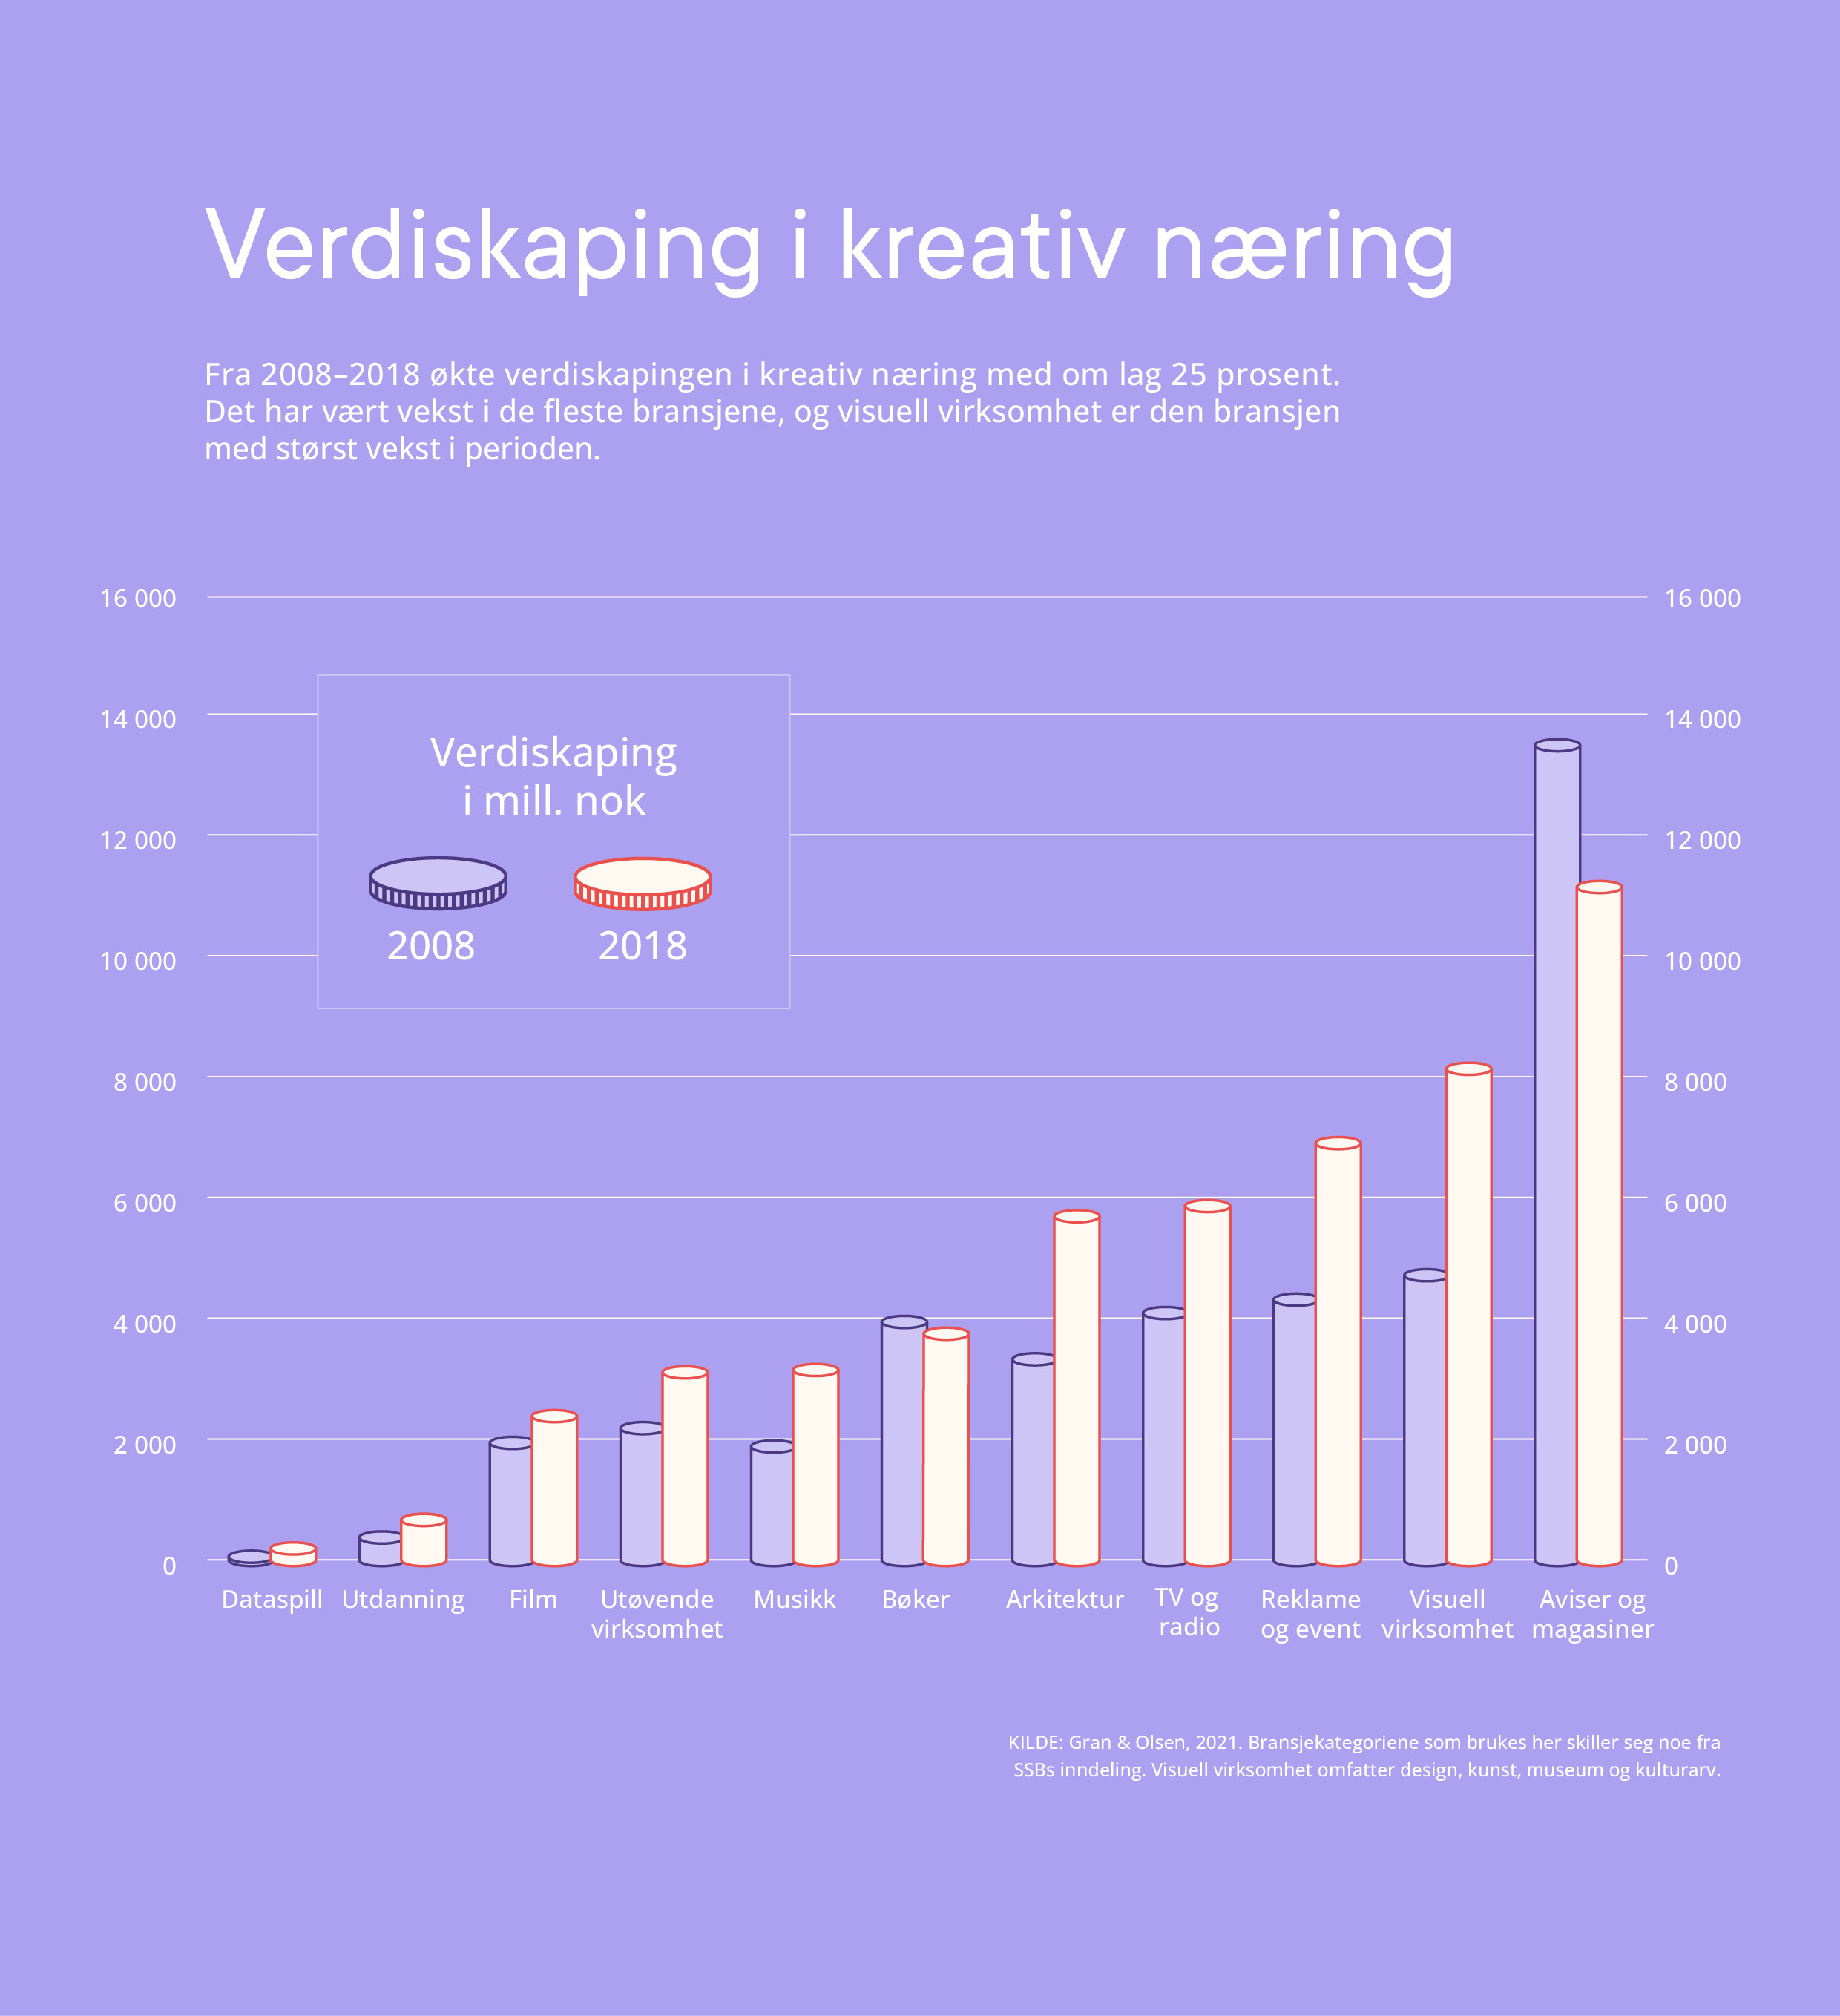 Verdiskaping i kreativ næring
Fra 2008–2018 økte verdiskapingen i kreativ næring med om lag 25 prosent.
Det har vært vekst i de fleste bransjene, og visuell virksomhet er den bransjen
med størst vekst i perioden.
16 000
16 000
14 000
14 000
12 000
12 000
10 000
10 000
8 000
8 000
6 000
6 000
4 000
4 000
2 000
2 000
0
0
Verdiskaping
i mill. nok
2008
2018
Dataspill
Utdanning
Film
Utøvende
virksomhet
Musikk
Bøker
Arkitektur
TV og
radio
Reklame
og event
Visuell
virksomhet
Aviser og
magasiner
KILDE: Gran & Olsen, 2021. Bransjekategoriene som brukes her skiller seg noe fra
SSBs inndeling. Visuell virksomhet omfatter design, kunst, museum og kulturarv.